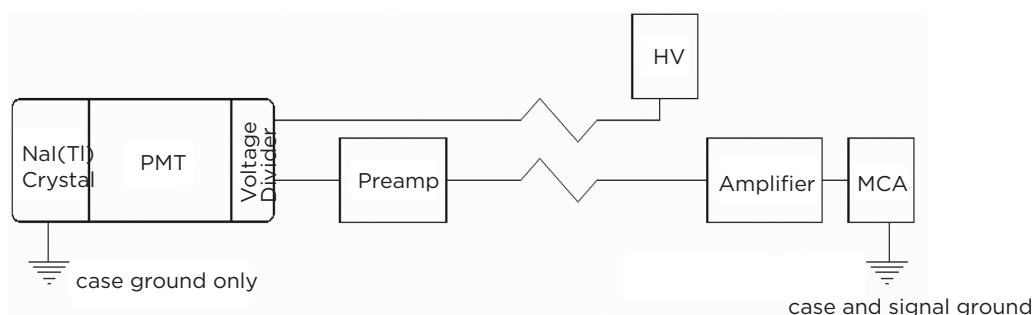 HV
NaI(Tl)
Crystal
PMT
Voltage
Divider
Preamp
Amplifier
MCA
case ground only
case and signal ground